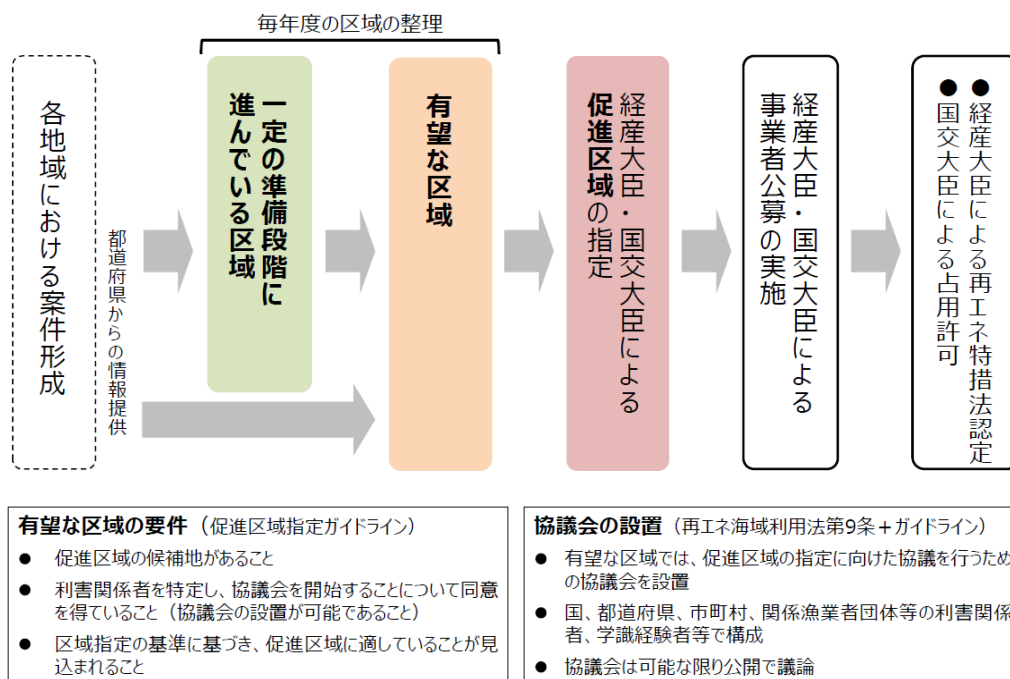 毎年度の区域の整理
各地域における案件形成
都道府県からの情報提供
一定の準備段階に
進んでいる区域
有望な区域
経産大臣・国交大臣による
促進区域の指定
経産大臣・国交大臣による
事業者公募の実施
●経産大臣による再エネ特措法認定
●国交大臣による占用許可
有望な区域の要件（促進区域指定ガイドライン）
● 促進区域の候補地があること
● 利害関係者を特定し、協議会を開始することについて同意
を得ていること（協議会の設置が可能であること）
● 区域指定の基準に基づき、促進区域に適していることが見
込まれること
協議会の設置（再エネ海域利用法第9条＋ガイドライン）
● 有望な区域では、促進区域の指定に向けた協議を行うため
の協議会を設置
● 国、都道府県、市町村、関係漁業者団体等の利害関係
者、学識経験者等で構成
● 協議会は可能な限り公開で議論